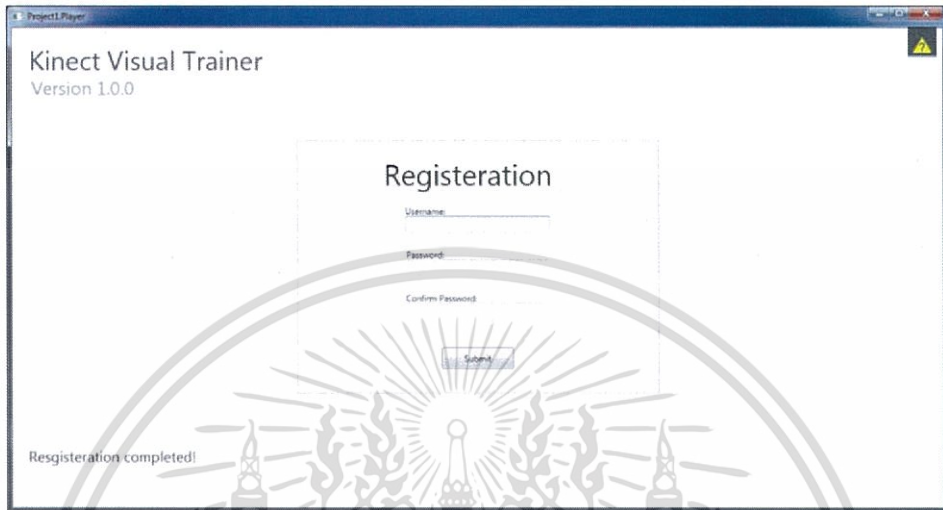 Project1.Player
Kinect Visual Trainer
Version 1.0.0
Registeration
Username:
Password:
Confirm Password:
Submit
Resgisteration completed!